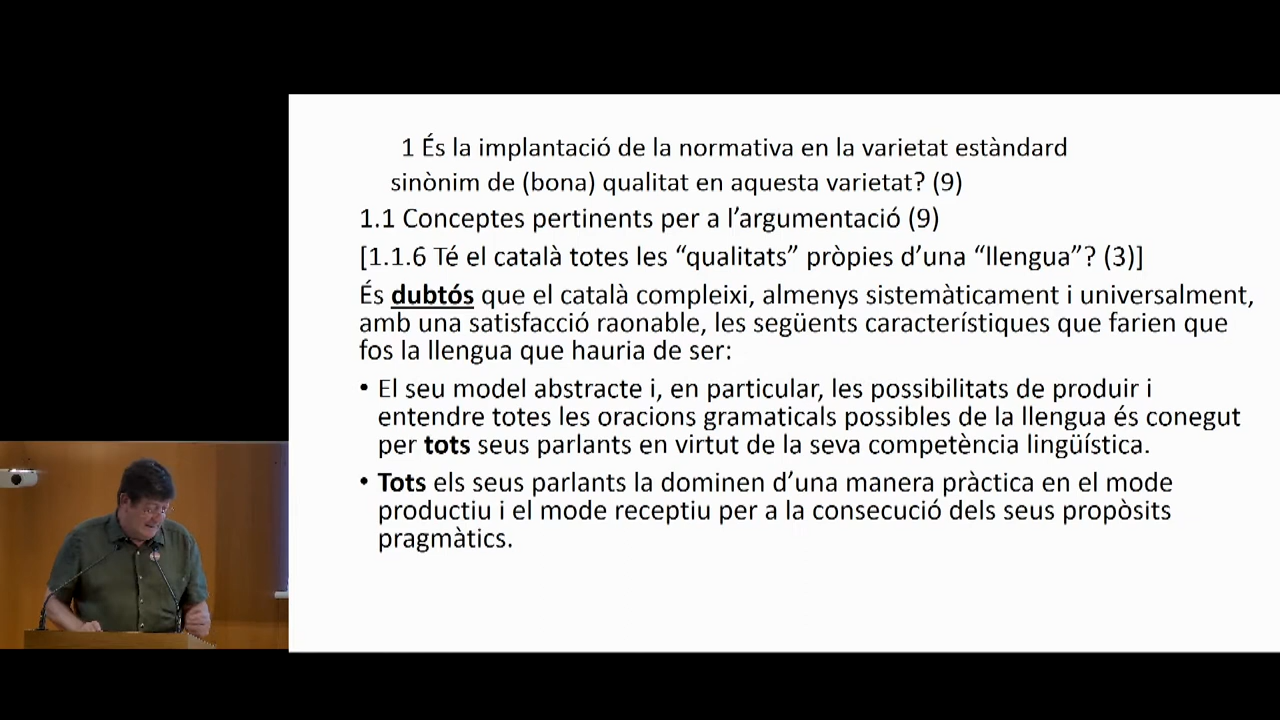 1 És la implantació de la normativa en la varietat estàndard
sinònim de (bona) qualitat en aquesta varietat? (9)
1.1 Conceptes pertinents per a l’argumentació (9)
[1.1.6 Té el català totes les “qualitats” pròpies d’una “llengua”? (3)]
És dubtós que el català compleixi, almenys sistemàticament i universalment,
amb una satisfacció raonable, les següents característiques que farien que
fos la llengua que hauria de ser:
• El seu model abstracte i, en particular, les possibilitats de produir i
entendre totes les oracions gramaticals possibles de la llengua és conegut
per tots seus parlants en virtut de la seva competència lingüística.
• Tots els seus parlants la dominen d’una manera pràctica en el mode
productiu i el mode receptiu per a la consecució dels seus propòsits
pragmàtics.